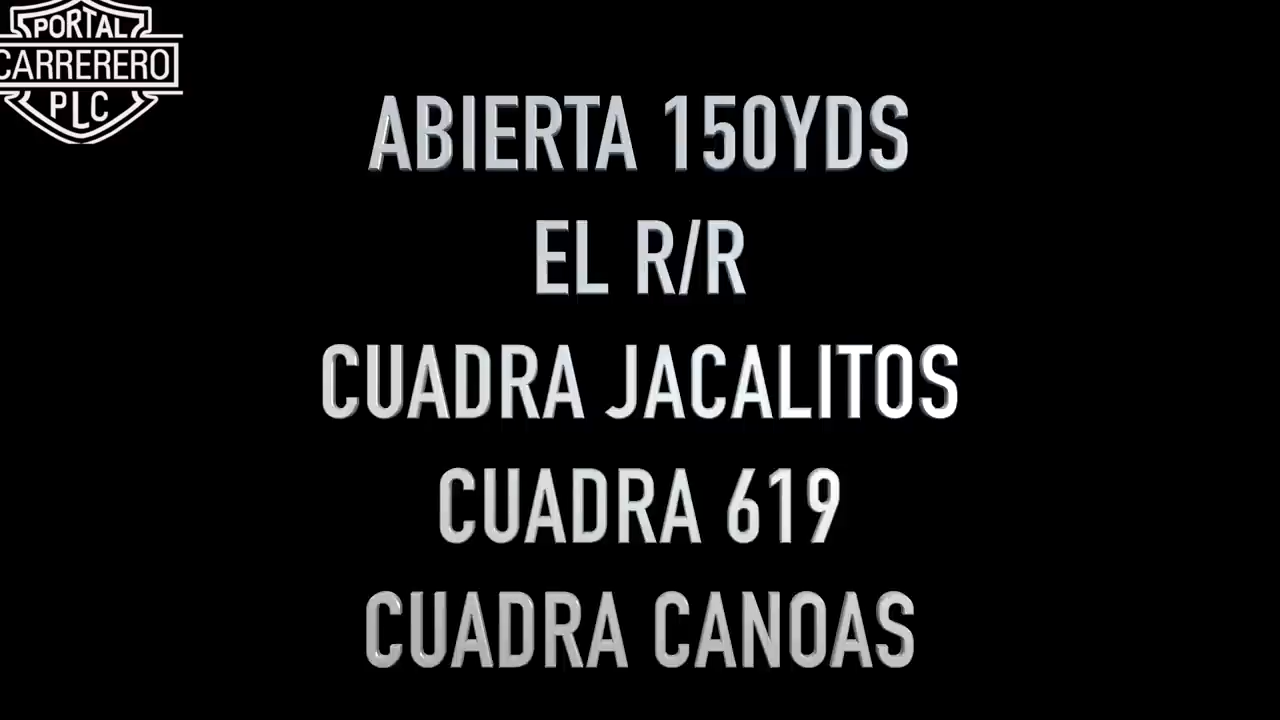 PORTAL
CARRERERO
PLC
ABIERTA 150YDS
EL R/R
CUADRA JACALITOS
CUADRA 619
CUADRA CANOAS